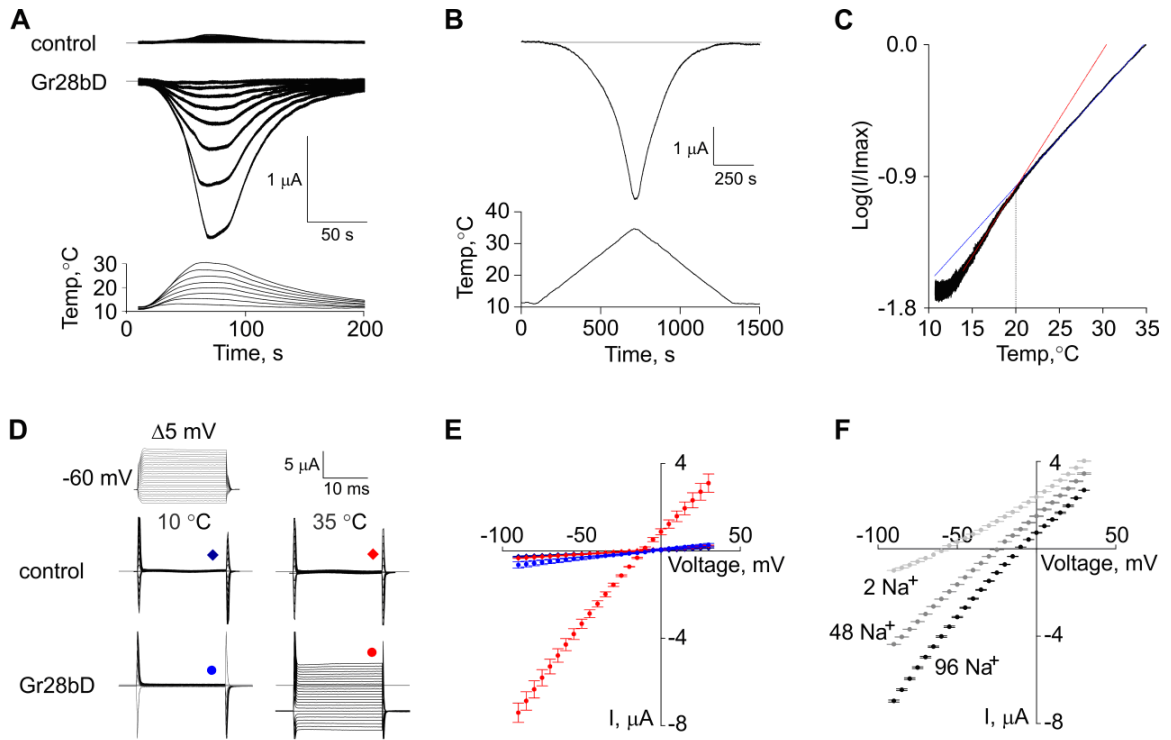 A
control
Gr28bD
1 μA
50 s
Temp,°C
30
20
10
0
100
200
Time, s
B
1 μA
250 s
Temp,°C
40
30
20
10
0
500
1000
1500
Time, s
C
Log(I/Imax)
0.0
-0.9
-1.8
10
15
20
25
30
35
Temp,°C
D
Δ5 mV
-60 mV
5 μA
10 ms
10 °C
35 °C
control
Gr28bD
E
4
-100
-50
50
Voltage, mV
-4
I, μA
-8
F
4
-100
-50
50
Voltage, mV
2 Na⁺
48 Na⁺
-4
96 Na⁺
I, μA
-8